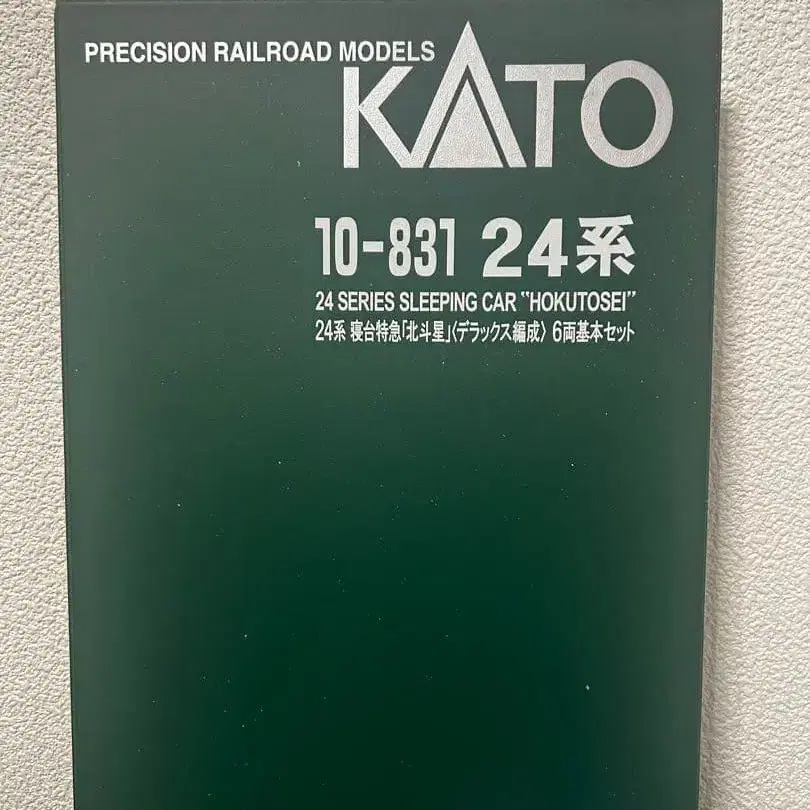 PRECISION RAILROAD MODELS
KATO
10-831 24系
24 SERIES SLEEPING CAR "HOKUTOSEI"
24系 寝台特急「北斗星」〈デラックス編成〉 6両基本セット